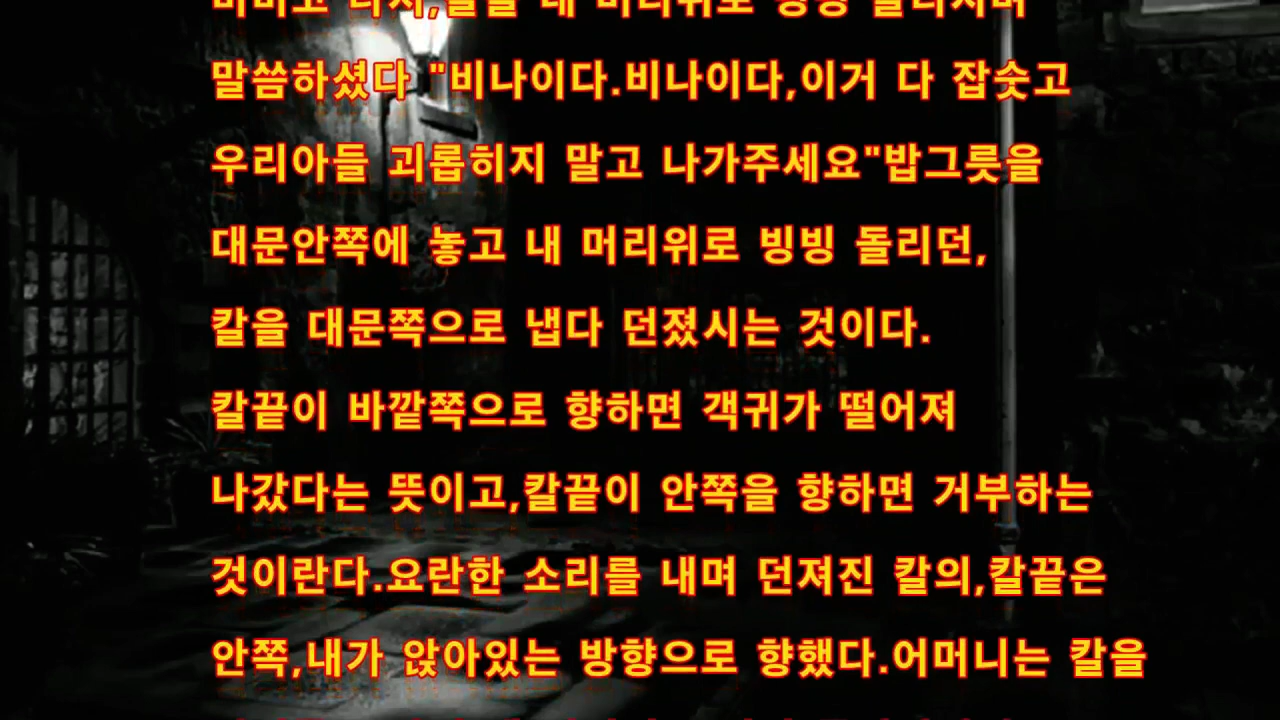 말씀하셨다 "비나이다.비나이다,이거 다 잡숫고
우리아들 괴롭히지 말고 나가주세요"밥그릇을
대문안쪽에 놓고 내 머리위로 빙빙 돌리던,
칼을 대문쪽으로 냅다 던졌시는 것이다.
칼끝이 바깥쪽으로 향하면 객귀가 떨어져
나갔다는 뜻이고,칼끝이 안쪽을 향하면 거부하는
것이란다.요란한 소리를 내며 던져진 칼의,칼끝은
안쪽,내가 앉아있는 방향으로 향했다.어머니는 칼을